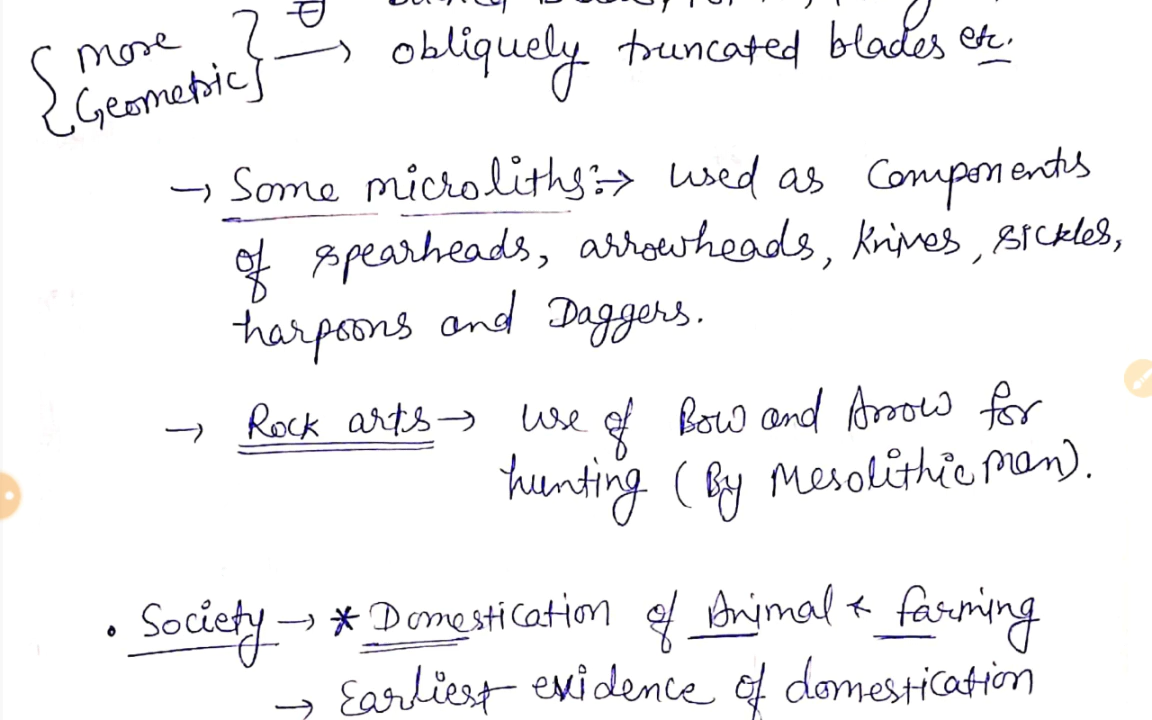 { more } → obliquely truncated blades etc.
{ Geometric }
→ Some microliths:→ used as Components
of spearheads, arrowheads, Knives, sickles,
harpoons and Daggers.
→ Rock arts → use of Bow and Arrow for
hunting (By Mesolithic man).
• Society → * Domestication of Animal & farming
→ Earliest evidence of domestication